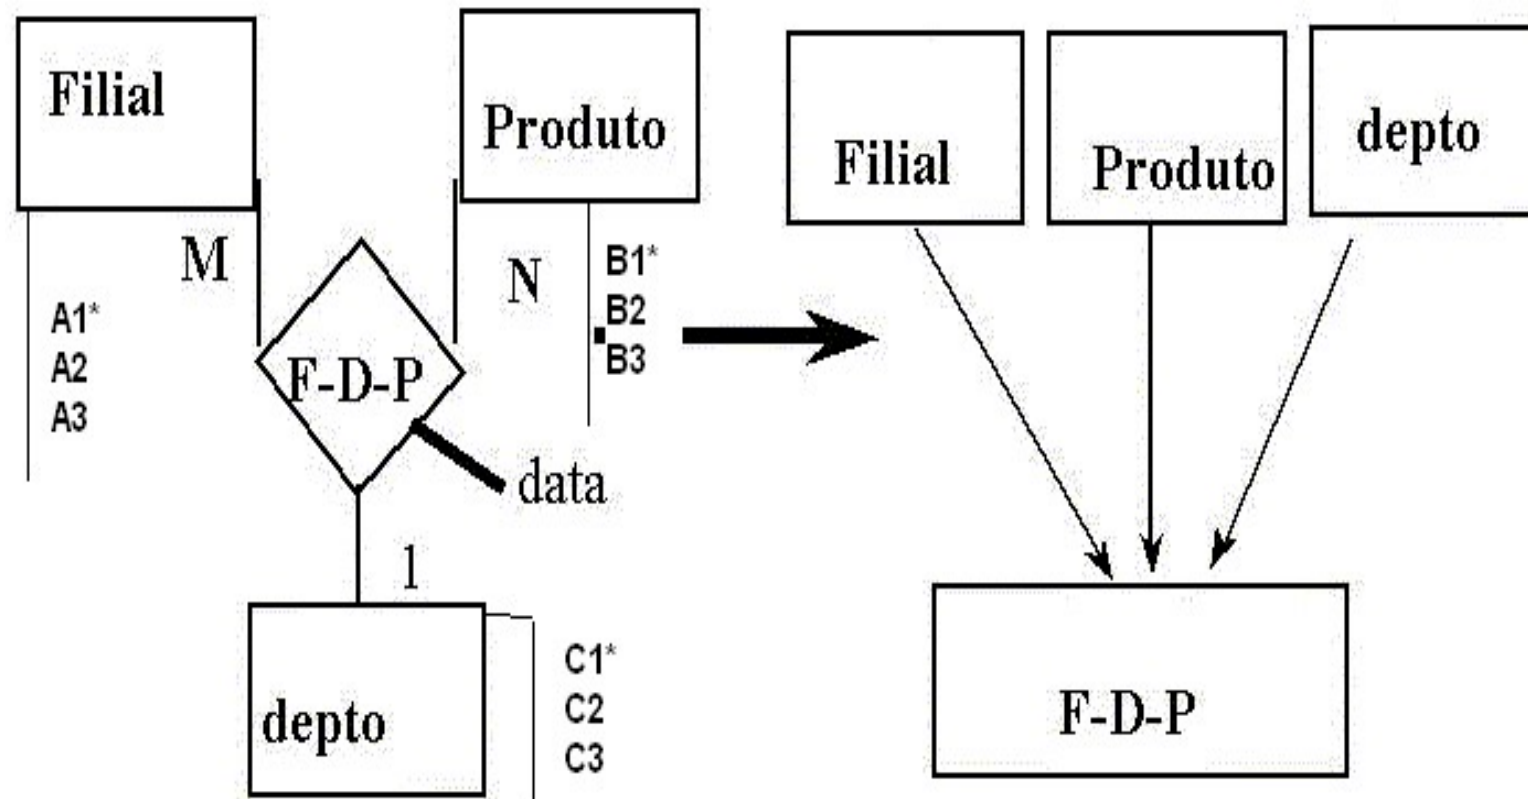 Filial
Produto
M
N
A1*
A2
A3
B1*
B2
B3
F-D-P
data
1
depto
C1*
C2
C3
Filial
Produto
depto
F-D-P